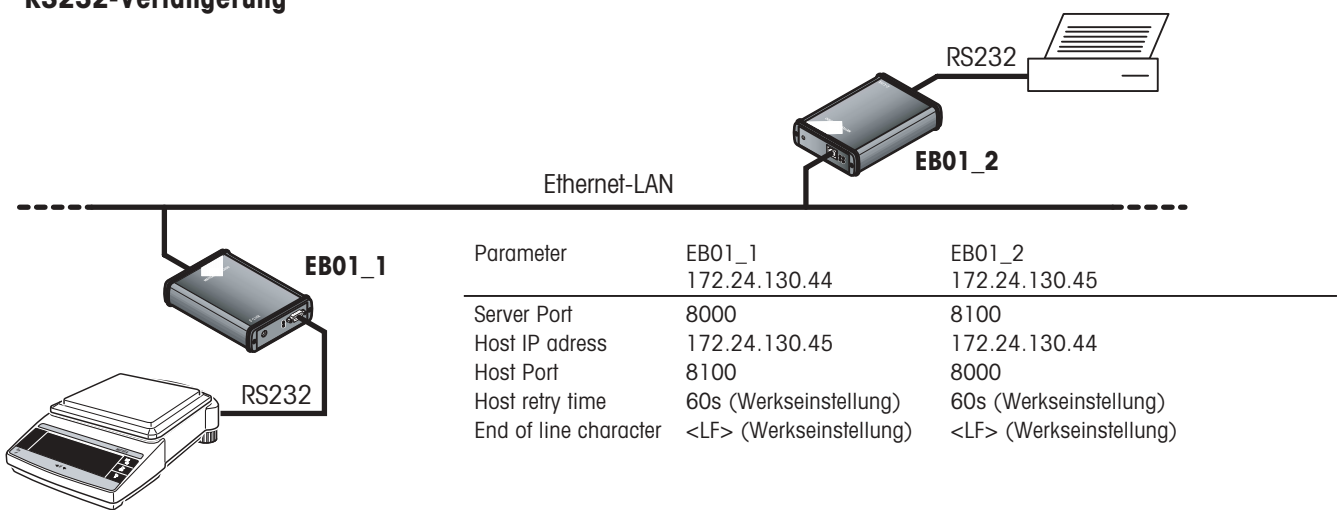 RS232-Verlängerung
RS232
EB01_2
Ethernet-LAN
EB01_1
RS232
Parameter EB01_1 EB01_2
172.24.130.44 172.24.130.45
Server Port 8000 8100
Host IP adress 172.24.130.45 172.24.130.44
Host Port 8100 8000
Host retry time 60s (Werkseinstellung) 60s (Werkseinstellung)
End of line character <LF> (Werkseinstellung) <LF> (Werkseinstellung)